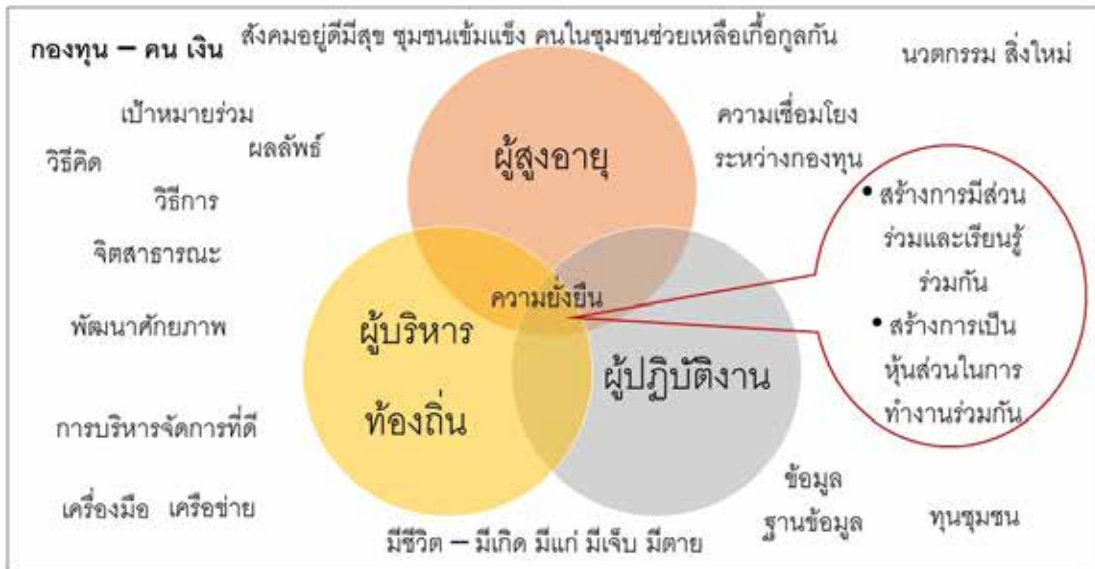 กองทุน – คน เงิน
สังคมอยู่ดีมีสุข ชุมชนเข้มแข็ง คนในชุมชนช่วยเหลือเกื้อกูลกัน
นวตกรรม สิ่งใหม่
เป้าหมายร่วม
วิธีคิด
ผลลัพธ์
วิธีการ
จิตสาธารณะ
พัฒนาศักยภาพ
การบริหารจัดการที่ดี
เครื่องมือ เครือข่าย
ผู้สูงอายุ
ความยั่งยืน
ผู้บริหาร
ท้องถิ่น
ผู้ปฏิบัติงาน
ความเชื่อมโยง
ระหว่างกองทุน
• สร้างการมีส่วน
ร่วมและเรียนรู้
ร่วมกัน
• สร้างการเป็น
หุ้นส่วนในการ
ทำงานร่วมกัน
ข้อมูล
ฐานข้อมูล
ทุนชุมชน
มีชีวิต – มีเกิด มีแก่ มีเจ็บ มีตาย